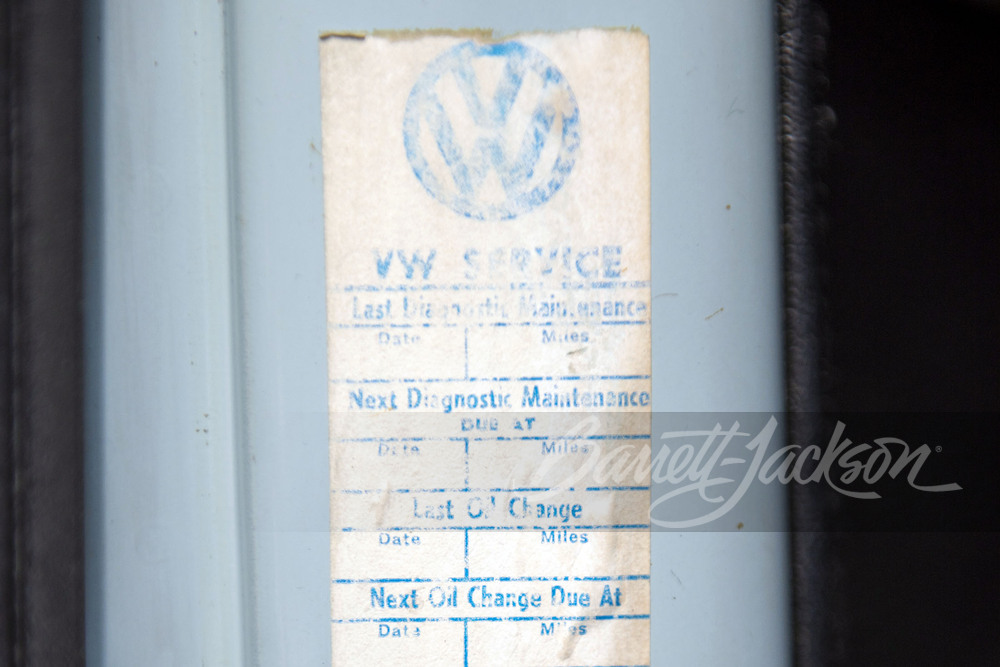 VW SERVICE
Last Diagnostic Maintenance
Date Miles
Next Diagnostic Maintenance
DUE AT
Date Miles
Barrett-Jackson®
Last Oil Change
Date Miles
Next Oil Change Due At
Date Miles